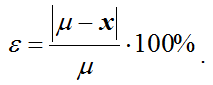 ε = |μ − x| / μ · 100% .